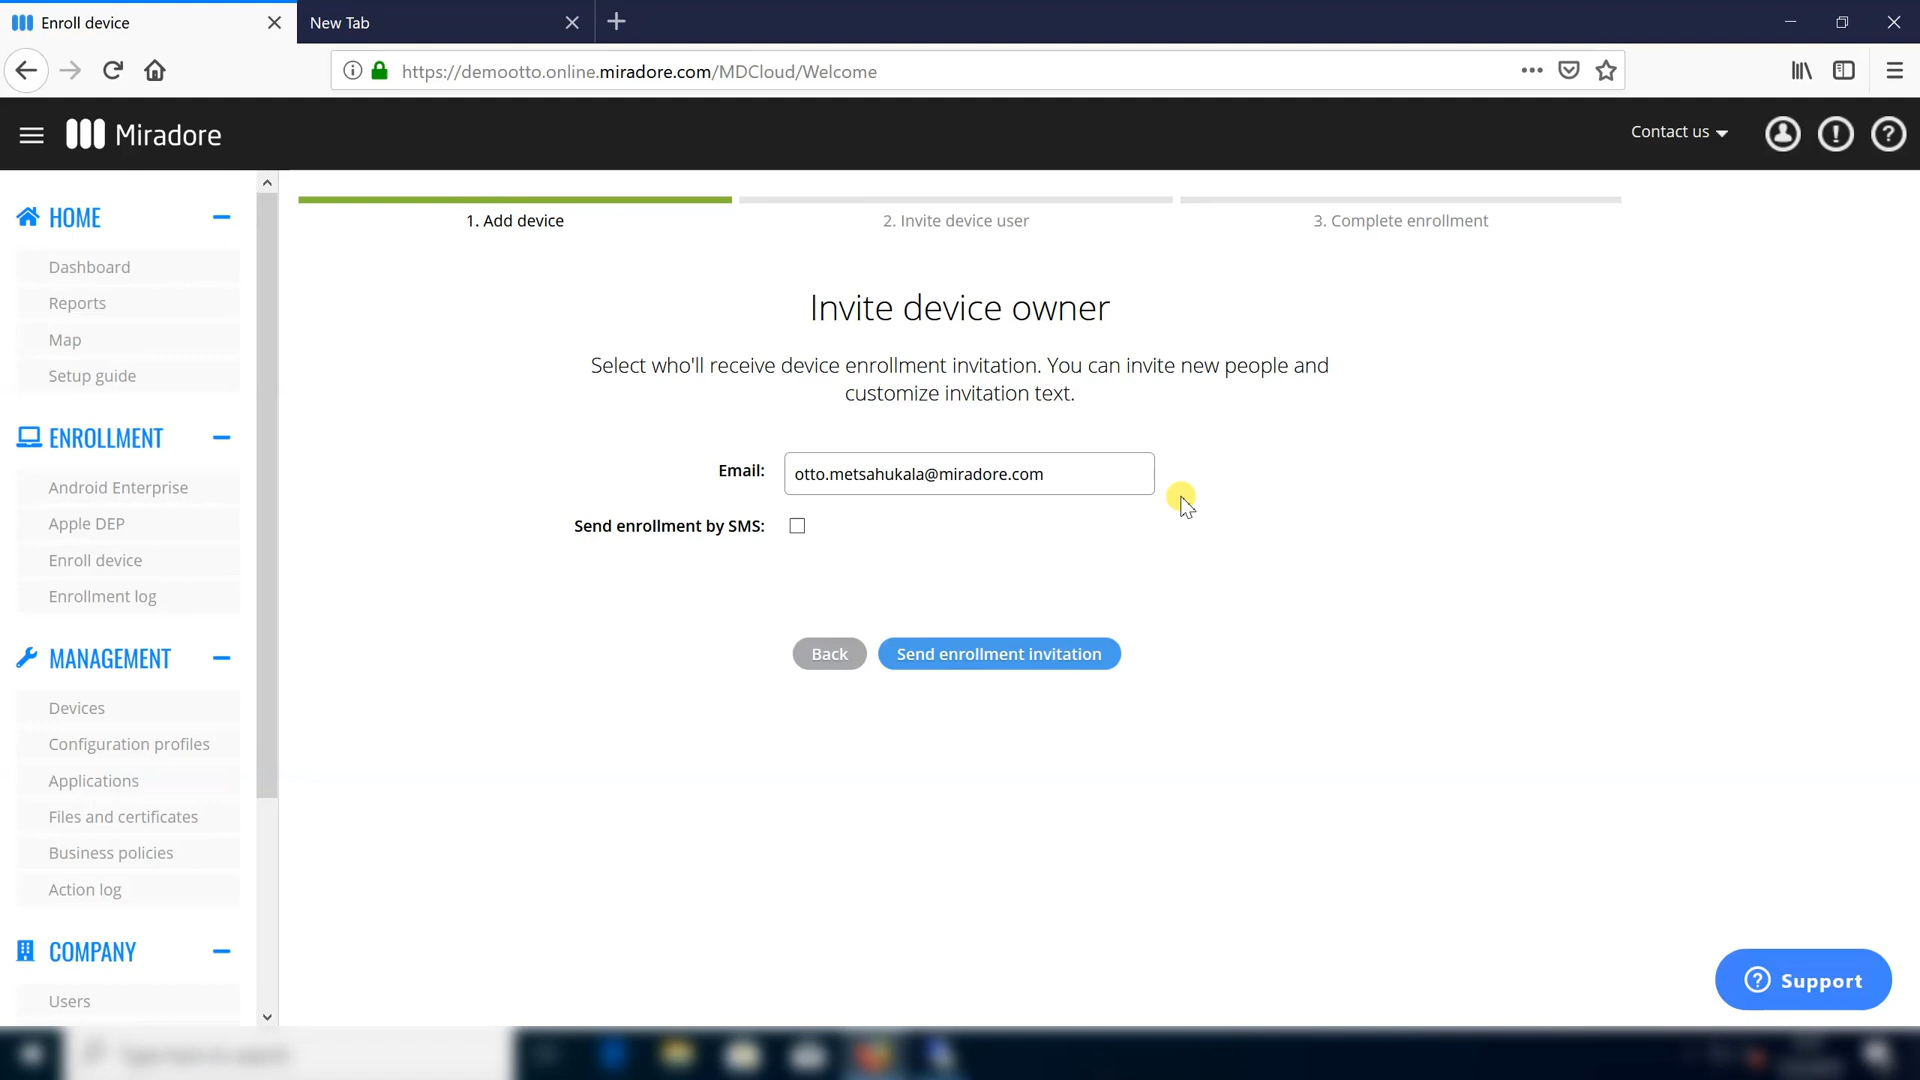 Enroll device
New Tab
https://demootto.online.miradore.com/MDCloud/Welcome
Miradore
Contact us
HOME
Dashboard
Reports
Map
Setup guide
ENROLLMENT
Android Enterprise
Apple DEP
Enroll device
Enrollment log
MANAGEMENT
Devices
Configuration profiles
Applications
Files and certificates
Business policies
Action log
COMPANY
Users
1. Add device
2. Invite device user
3. Complete enrollment
Invite device owner
Select who'll receive device enrollment invitation. You can invite new people and
customize invitation text.
Email: otto.metsahukala@miradore.com
Send enrollment by SMS:
Back Send enrollment invitation
? Support
Type here to search